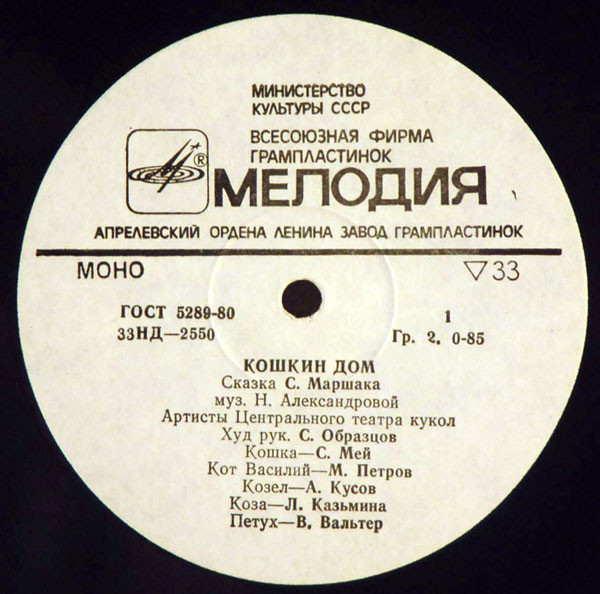 МИНИСТЕРСТВО
КУЛЬТУРЫ СССР
ВСЕСОЮЗНАЯ ФИРМА
ГРАМПЛАСТИНОК
®
МЕЛОДИЯ
АПРЕЛЕВСКИЙ ОРДЕНА ЛЕНИНА ЗАВОД ГРАМПЛАСТИНОК
МОНО ▽33
ГОСТ 5289-80 1
33НД—2550 Гр. 2. 0-85
КОШКИН ДОМ
Сказка С. Маршака
муз. Н. Александровой
Артисты Центрального театра кукол
Худ рук. С. Образцов
Кошка—С. Мей
Кот Василий—М. Петров
Козел—А. Кусов
Коза—Л. Казьмина
Петух—В. Вальтер